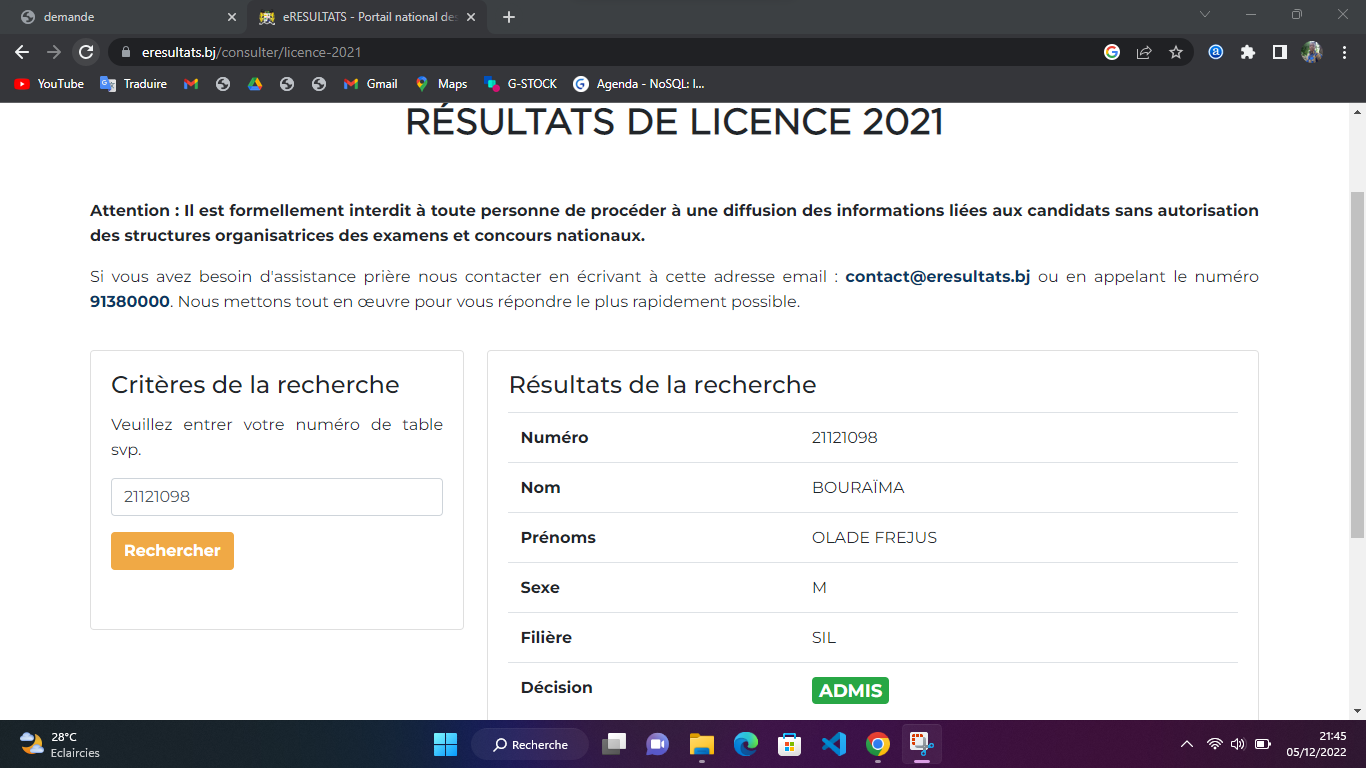 demande
eRESULTATS - Portail national des
eresultats.bj/consulter/licence-2021
YouTube Traduire Gmail Maps G-STOCK Agenda - NoSQL: I...
RÉSULTATS DE LICENCE 2021
Attention : Il est formellement interdit à toute personne de procéder à une diffusion des informations liées aux candidats sans autorisation
des structures organisatrices des examens et concours nationaux.
Si vous avez besoin d'assistance prière nous contacter en écrivant à cette adresse email : contact@eresultats.bj ou en appelant le numéro
91380000. Nous mettons tout en œuvre pour vous répondre le plus rapidement possible.
Critères de la recherche
Veuillez entrer votre numéro de table
svp.
21121098
Rechercher
Résultats de la recherche
Numéro 21121098
Nom BOURAÏMA
Prénoms OLADE FREJUS
Sexe M
Filière SIL
Décision ADMIS
28°C
Eclaircies
Recherche
21:45
05/12/2022